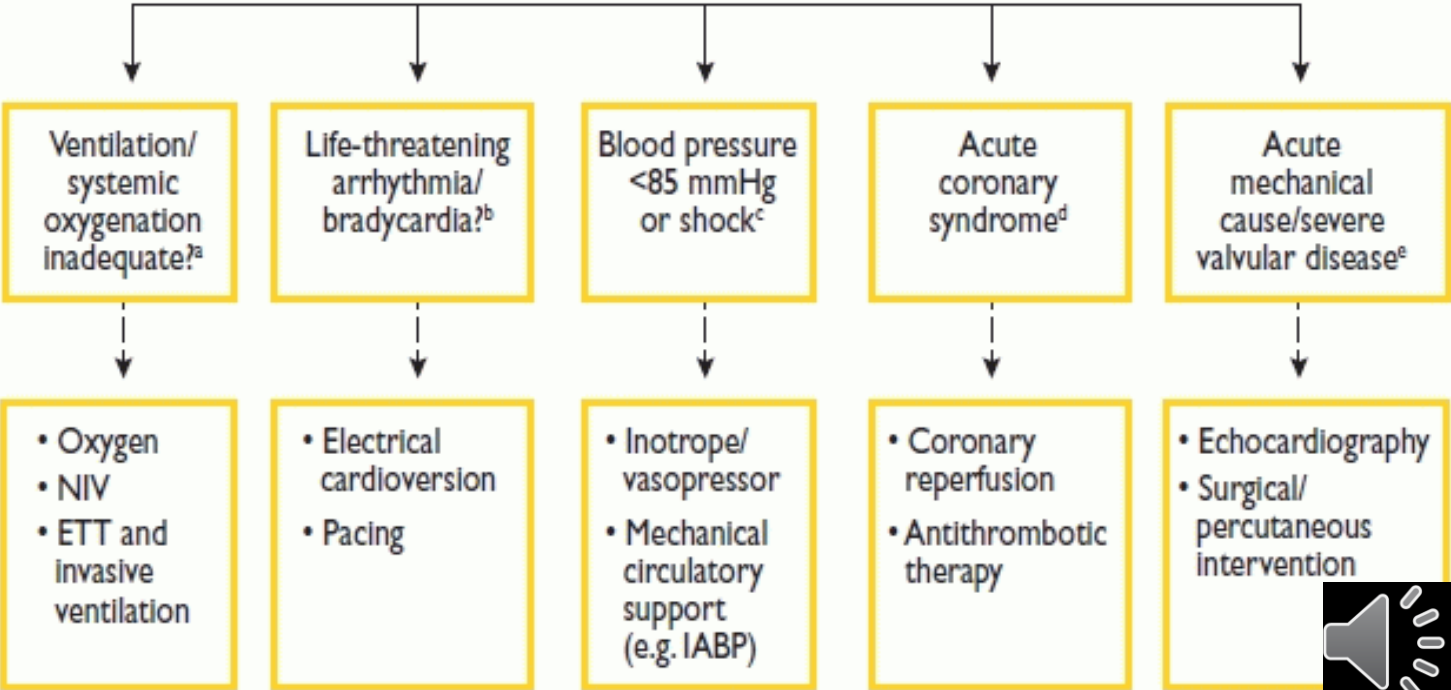 Ventilation/
systemic
oxygenation
inadequate?ᵃ
Life-threatening
arrhythmia/
bradycardia?ᵇ
Blood pressure
<85 mmHg
or shockᶜ
Acute
coronary
syndromeᵈ
Acute
mechanical
cause/severe
valvular diseaseᵉ
• Oxygen
• NIV
• ETT and
invasive
ventilation
• Electrical
cardioversion
• Pacing
• Inotrope/
vasopressor
• Mechanical
circulatory
support
(e.g. IABP)
• Coronary
reperfusion
• Antithrombotic
therapy
• Echocardiography
• Surgical/
percutaneous
intervention